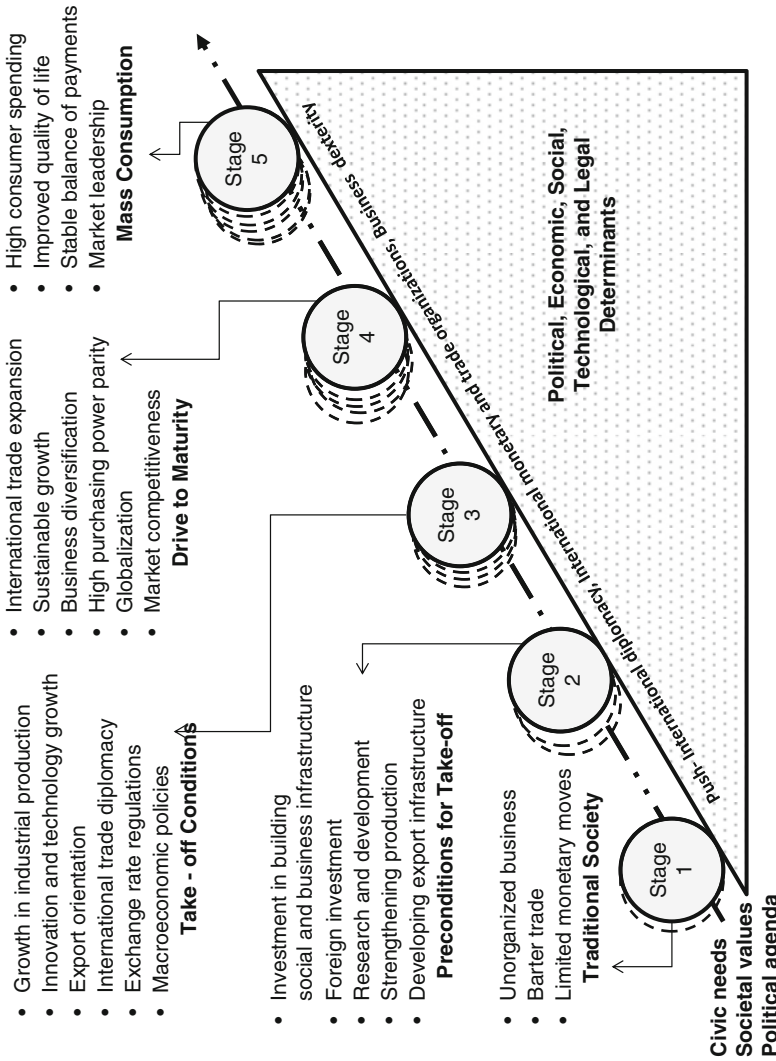 • High consumer spending
• Improved quality of life
• Stable balance of payments
• Market leadership
Mass Consumption
• International trade expansion
• Sustainable growth
• Business diversification
• High purchasing power parity
• Globalization
• Market competitiveness
Drive to Maturity
• Growth in industrial production
• Innovation and technology growth
• Export orientation
• International trade diplomacy
• Exchange rate regulations
• Macroeconomic policies
Take - off Conditions
• Investment in building
social and business infrastructure
• Foreign investment
• Research and development
• Strengthening production
• Developing export infrastructure
Preconditions for Take-off
• Unorganized business
• Barter trade
• Limited monetary moves
Traditional Society
Stage
5
Stage
4
Stage
3
Stage
2
Stage
1
Push- International diplomacy, International monetary and trade organizations, Business dexterity
Political, Economic, Social,
Technological, and Legal
Determinants
Civic needs
Societal values
Political agenda